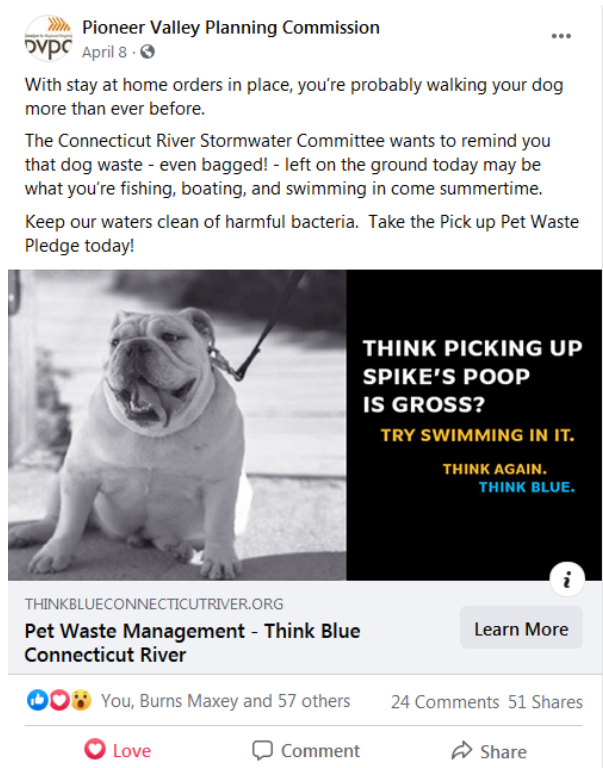 Pioneer Valley Planning Commission
pvpc
April 8 ·
With stay at home orders in place, you're probably walking your dog
more than ever before.
The Connecticut River Stormwater Committee wants to remind you
that dog waste - even bagged! - left on the ground today may be
what you're fishing, boating, and swimming in come summertime.
Keep our waters clean of harmful bacteria.  Take the Pick up Pet Waste
Pledge today!
THINK PICKING UP
SPIKE'S POOP
IS GROSS?
TRY SWIMMING IN IT.
THINK AGAIN.
THINK BLUE.
i
THINKBLUECONNECTICUTRIVER.ORG
Pet Waste Management - Think Blue
Connecticut River
Learn More
You, Burns Maxey and 57 others
24 Comments 51 Shares
Love
Comment
Share